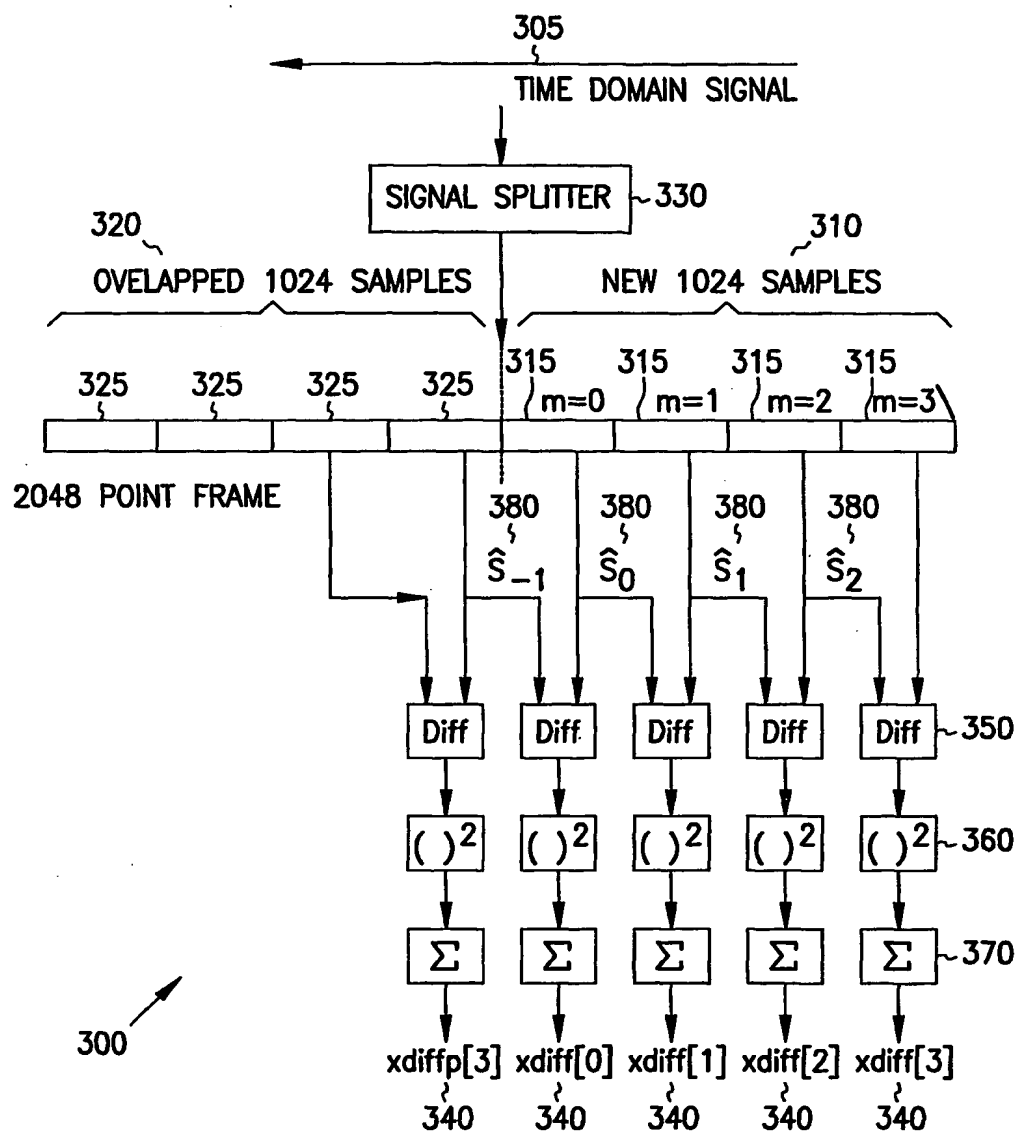 305
TIME DOMAIN SIGNAL
SIGNAL SPLITTER 330
320 310
OVELAPPED 1024 SAMPLES NEW 1024 SAMPLES
315 315 315 315
325 325 325 325 m=0 m=1 m=2 m=3
2048 POINT FRAME
380 380 380 380
Ŝ₋₁ Ŝ₀ Ŝ₁ Ŝ₂
Diff Diff Diff Diff Diff 350
( )² ( )² ( )² ( )² ( )² 360
Σ Σ Σ Σ Σ 370
300
xdiffp[3] xdiff[0] xdiff[1] xdiff[2] xdiff[3]
340 340 340 340 340